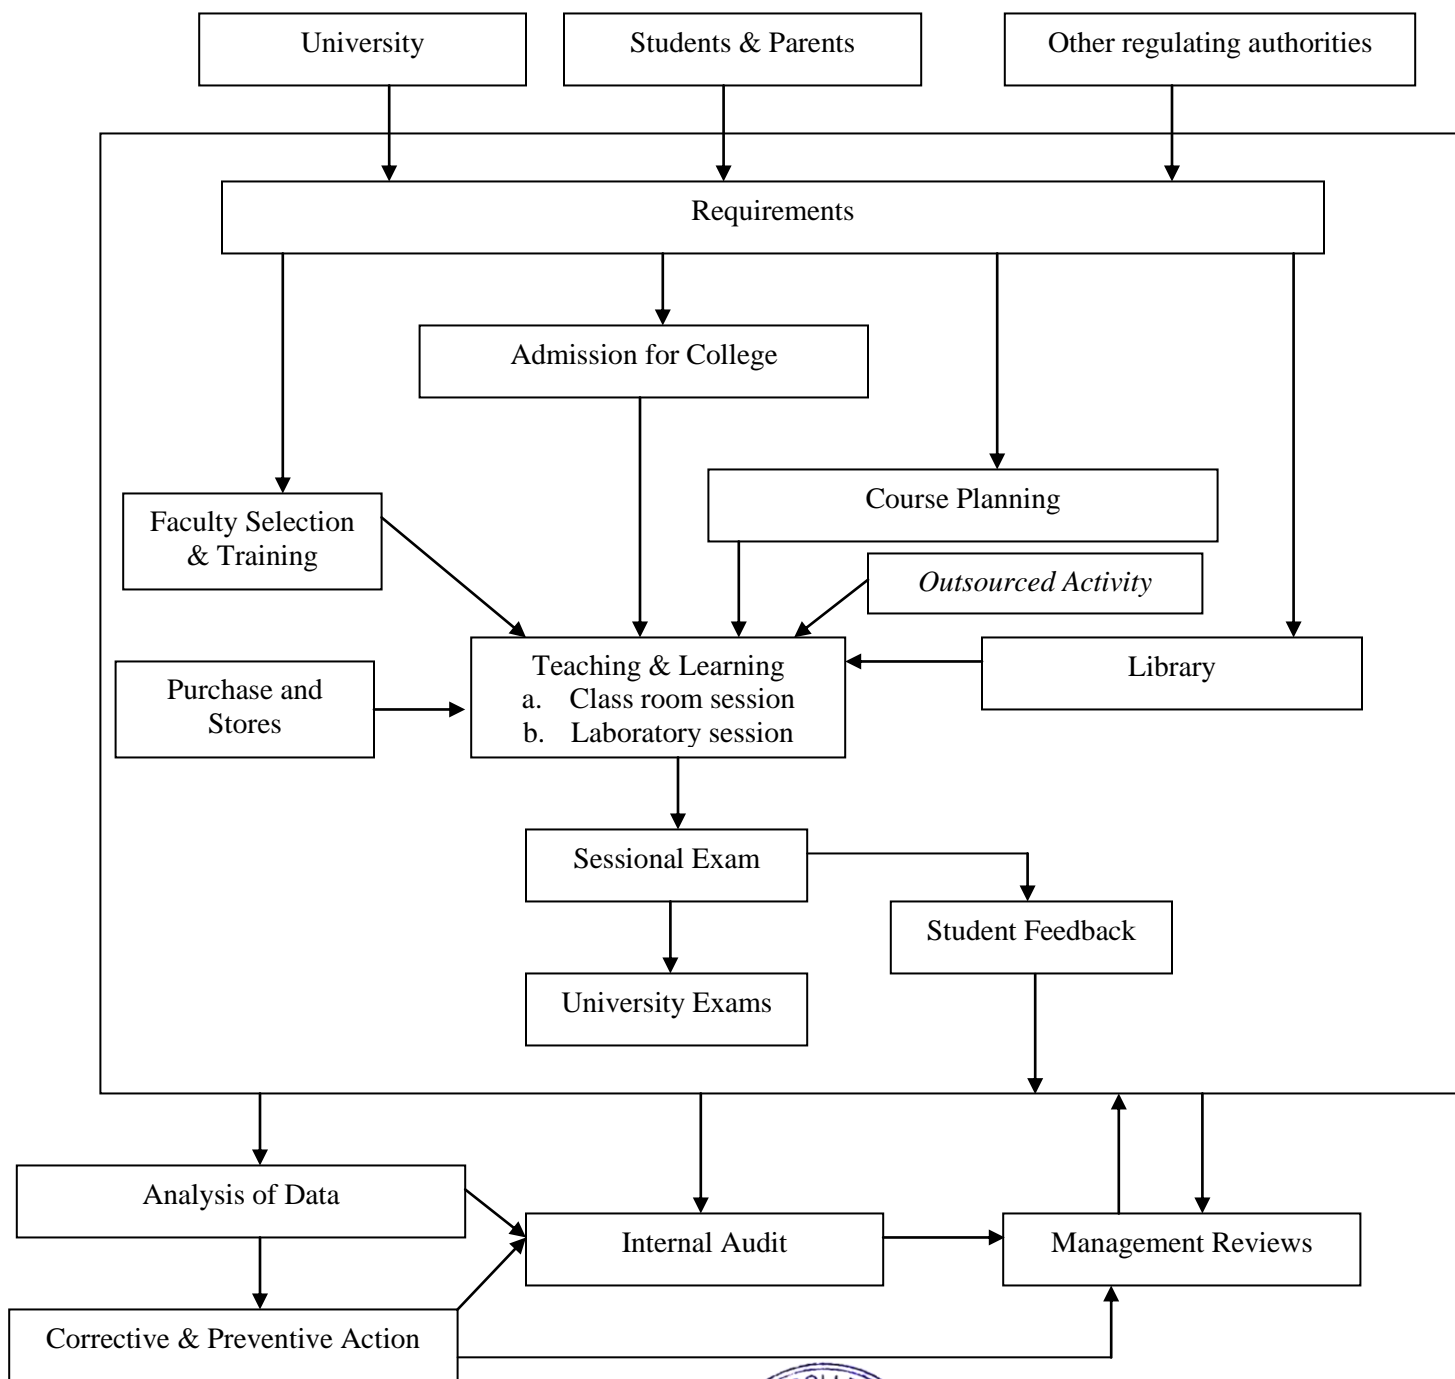 University
Students & Parents
Other regulating authorities
Requirements
Admission for College
Course Planning
Faculty Selection
& Training
Outsourced Activity
Teaching & Learning
a. Class room session
b. Laboratory session
Library
Purchase and
Stores
Sessional Exam
Student Feedback
University Exams
Analysis of Data
Internal Audit
Management Reviews
Corrective & Preventive Action